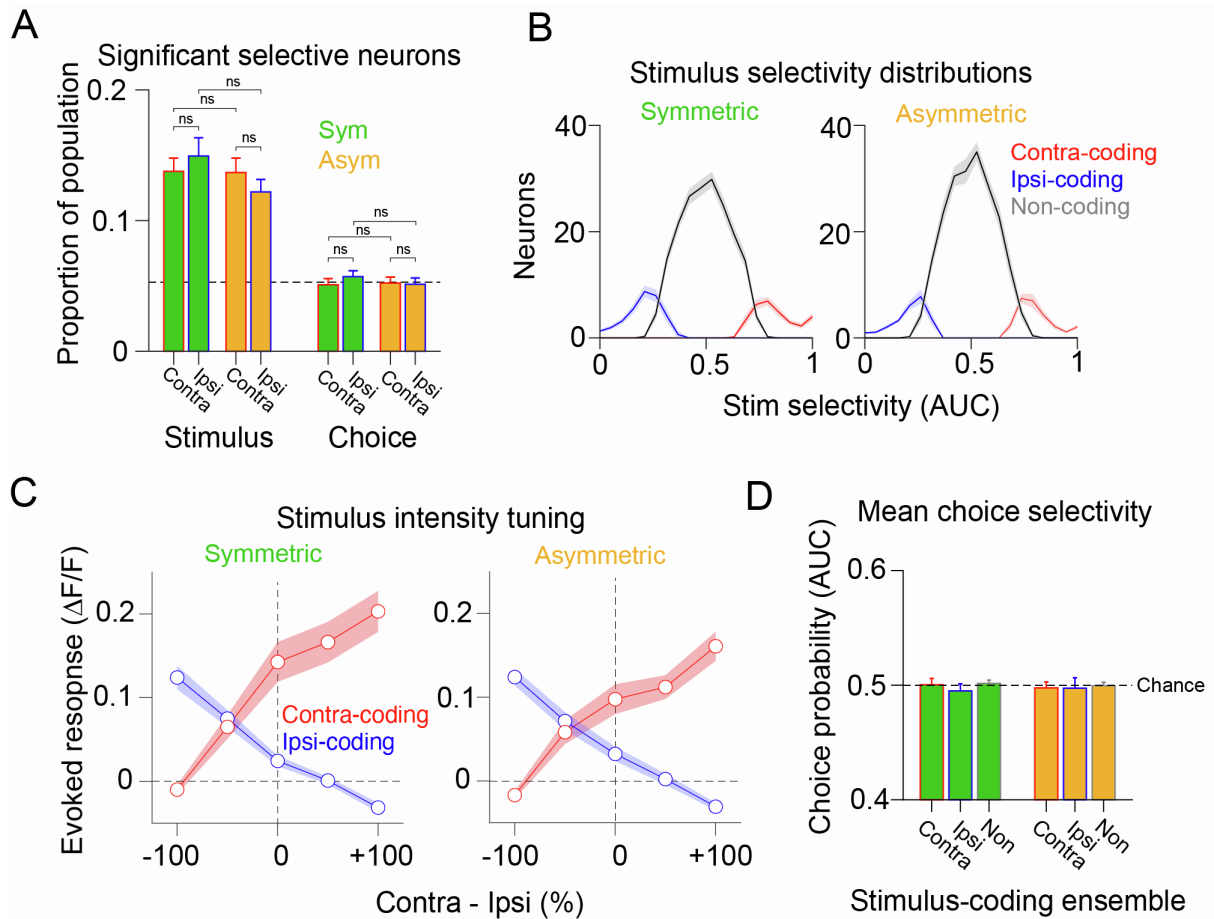 A
Significant selective neurons
0.2
0.1
0
Proportion of population
ns
ns
ns
ns
Sym
Asym
ns
ns
ns
ns
Contra
Ipsi
Contra
Ipsi
Contra
Ipsi
Contra
Ipsi
Stimulus
Choice
B
Stimulus selectivity distributions
Symmetric
Asymmetric
40
20
0
Neurons
40
20
0
Contra-coding
Ipsi-coding
Non-coding
0
0.5
1
0
0.5
1
Stim selectivity (AUC)
C
Stimulus intensity tuning
Symmetric
Asymmetric
Evoked resopnse (ΔF/F)
0.2
0.1
0
0.2
0.1
0
Contra-coding
Ipsi-coding
-100
0
+100
-100
0
+100
Contra - Ipsi (%)
D
Mean choice selectivity
Choice probability (AUC)
0.6
0.5
0.4
Chance
Contra
Ipsi
Non
Contra
Ipsi
Non
Stimulus-coding ensemble